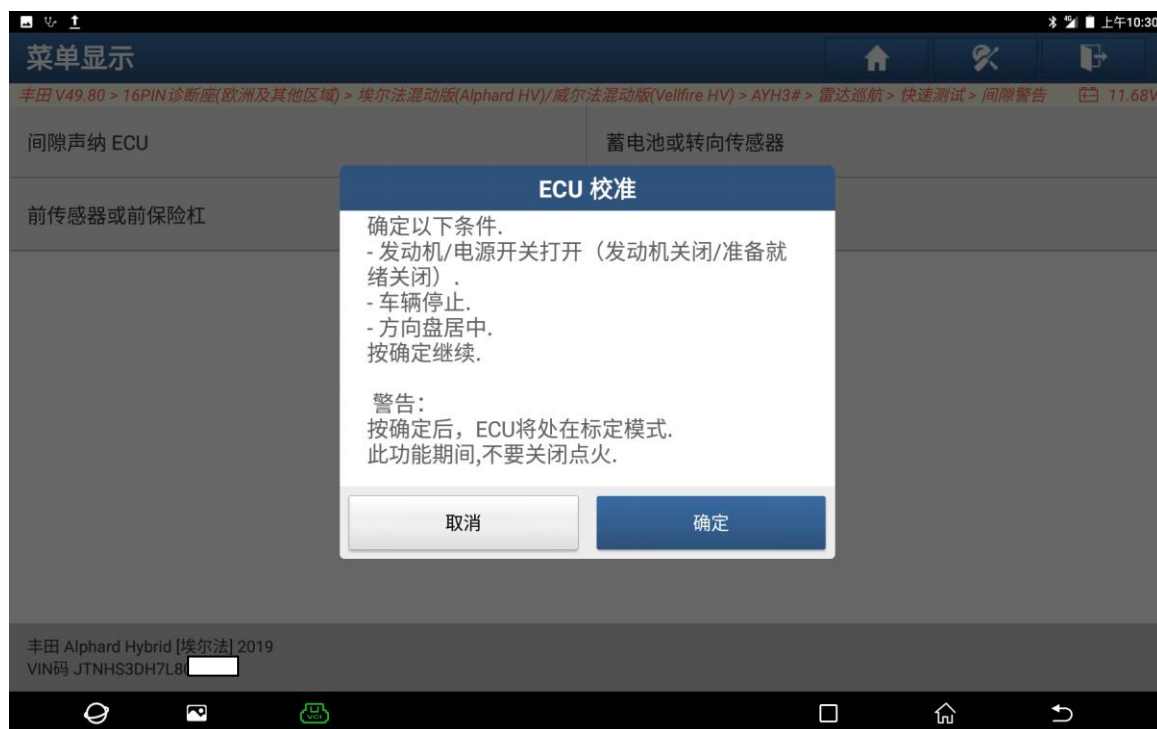 上午10:30
菜单显示
丰田 V49.80 > 16PIN诊断座(欧洲及其他区域) > 埃尔法混动版(Alphard HV)/威尔法混动版(Vellfire HV) > AYH3# > 雷达巡航 > 快速测试 > 间隙警告 11.68V
间隙声纳 ECU
蓄电池或转向传感器
前传感器或前保险杠
ECU 校准
确定以下条件.
- 发动机/电源开关打开（发动机关闭/准备就
绪关闭）.
- 车辆停止.
- 方向盘居中.
按确定继续.
警告：
按确定后，ECU将处在标定模式.
此功能期间,不要关闭点火.
取消
确定
丰田 Alphard Hybrid [埃尔法] 2019
VIN码 JTNHS3DH7L8
VCI